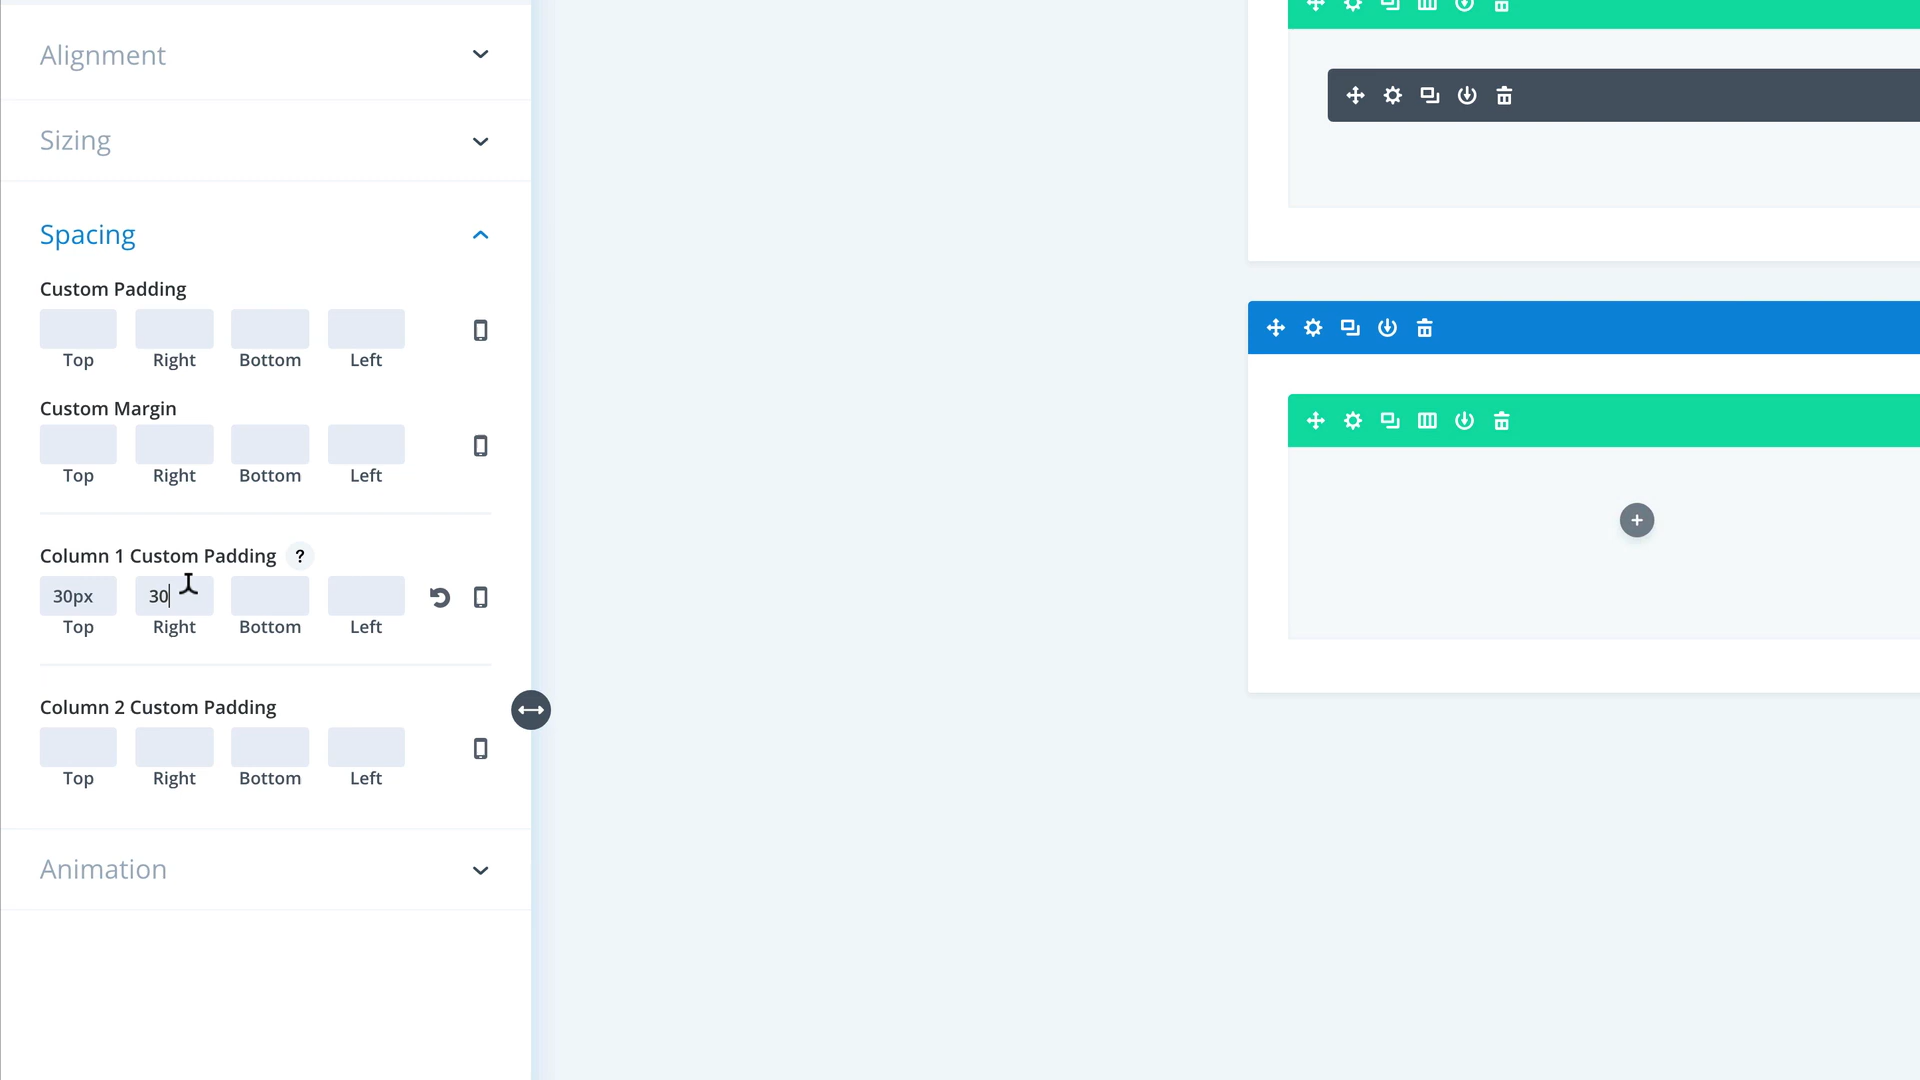 Alignment
Sizing
Spacing
Custom Padding
Top Right Bottom Left
Custom Margin
Top Right Bottom Left
Column 1 Custom Padding ?
30px 30
Top Right Bottom Left
Column 2 Custom Padding
Top Right Bottom Left
Animation